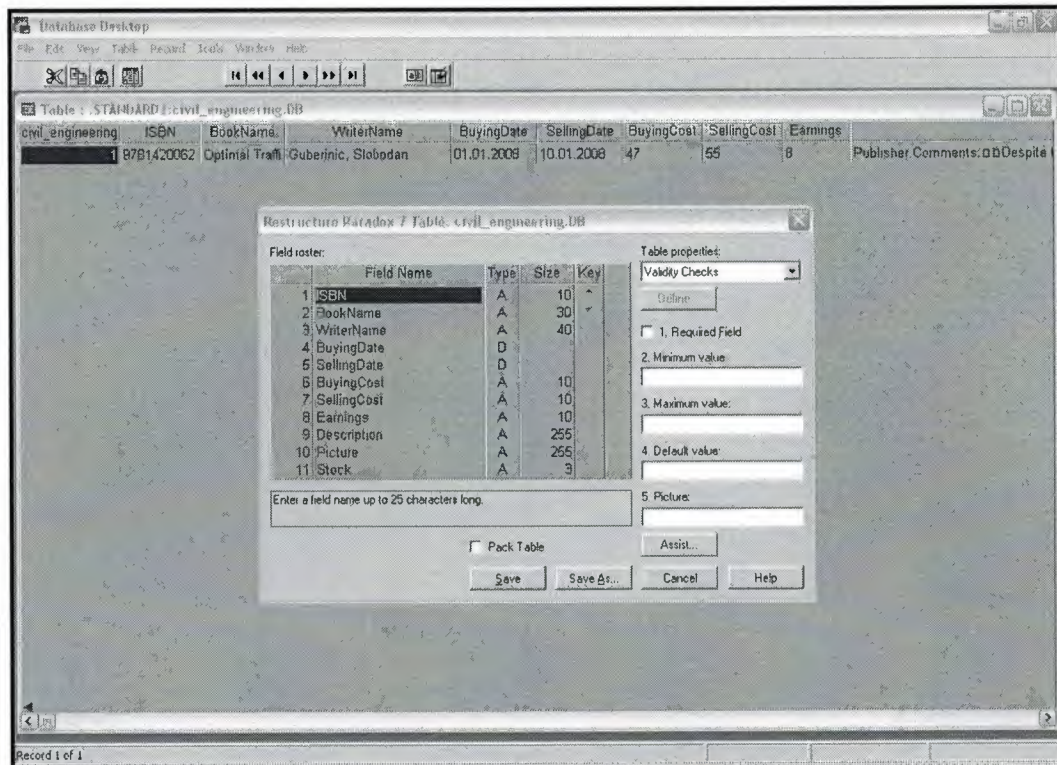 Database Desktop
File Edit View Table Record Tools Window Help
Table : :STANDARD1:civil_engineering.DB
civil_engineering ISBN BookName WriterName BuyingDate SellingDate BuyingCost SellingCost Earnings
1 9781420062 Optimal Traffi Guberinic, Slobodan 01.01.2008 10.01.2008 47 55 8 Publisher Comments: Despite
Restructure Paradox 7 Table: civil_engineering.DB
Field roster:
Field Name Type Size Key
1 ISBN A 10 *
2 BookName A 30 *
3 WriterName A 40
4 BuyingDate D
5 SellingDate D
6 BuyingCost A 10
7 SellingCost A 10
8 Earnings A 10
9 Description A 255
10 Picture A 255
11 Stock A 3
Enter a field name up to 25 characters long.
Pack Table
Table properties:
Validity Checks
Define
1. Required Field
2. Minimum value:
3. Maximum value:
4. Default value:
5. Picture:
Assist...
Save Save As... Cancel Help
Record 1 of 1